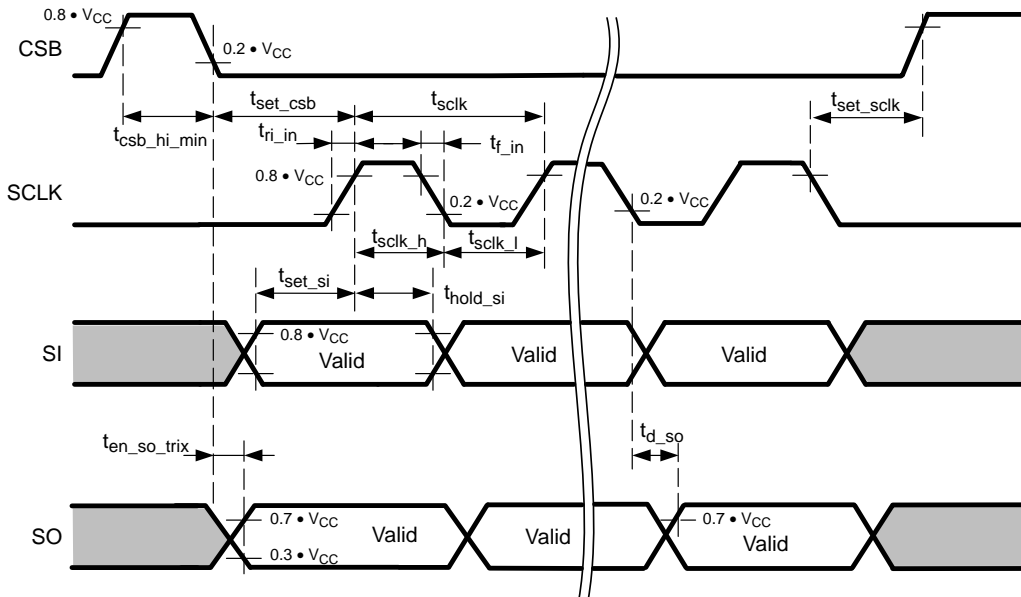 0.8 • VCC
CSB
0.2 • VCC
tset_csb
tsclk
tset_sclk
tcsb_hi_min
tri_in
tf_in
0.8 • VCC
SCLK
0.2 • VCC
0.2 • VCC
tsclk_h
tsclk_l
tset_si
thold_si
0.8 • VCC
SI
Valid
Valid
Valid
ten_so_trix
td_so
0.7 • VCC
0.7 • VCC
SO
Valid
Valid
Valid
0.3 • VCC